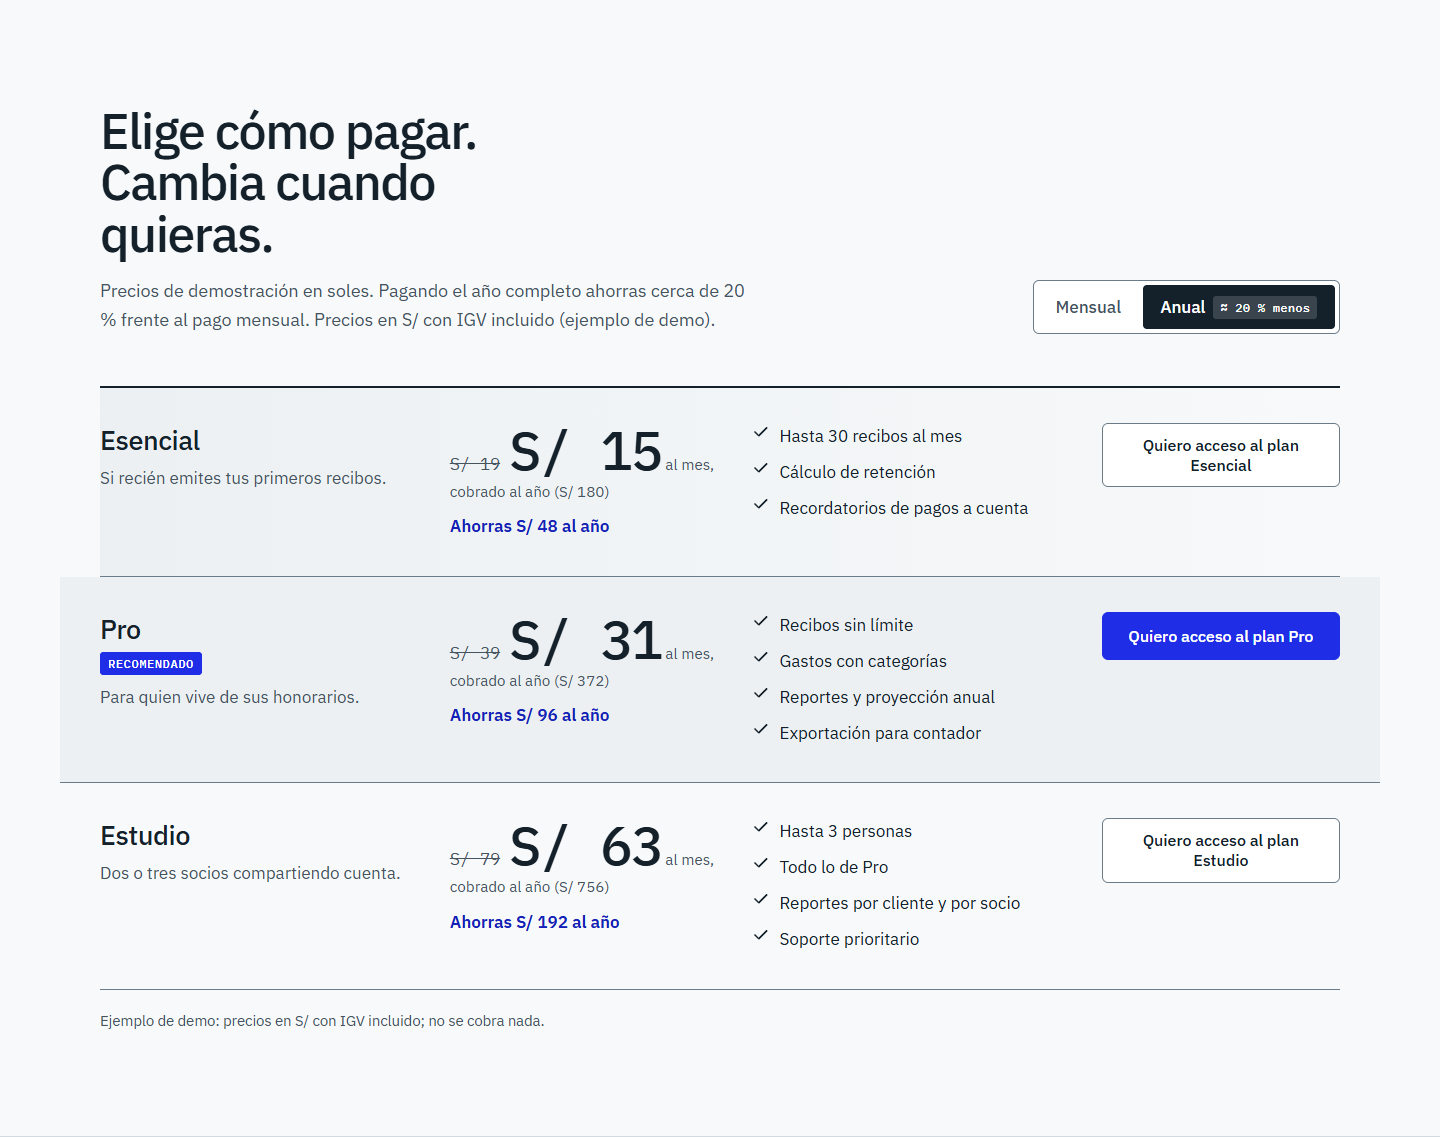 Elige cómo pagar.
Cambia cuando
quieras.
Precios de demostración en soles. Pagando el año completo ahorras cerca de 20
% frente al pago mensual. Precios en S/ con IGV incluido (ejemplo de demo).
Mensual
Anual ≈ 20 % menos
Esencial
Si recién emites tus primeros recibos.
S/ 19 S/ 15 al mes,
cobrado al año (S/ 180)
Ahorras S/ 48 al año
Hasta 30 recibos al mes
Cálculo de retención
Recordatorios de pagos a cuenta
Quiero acceso al plan
Esencial
Pro
RECOMENDADO
Para quien vive de sus honorarios.
S/ 39 S/ 31 al mes,
cobrado al año (S/ 372)
Ahorras S/ 96 al año
Recibos sin límite
Gastos con categorías
Reportes y proyección anual
Exportación para contador
Quiero acceso al plan Pro
Estudio
Dos o tres socios compartiendo cuenta.
S/ 79 S/ 63 al mes,
cobrado al año (S/ 756)
Ahorras S/ 192 al año
Hasta 3 personas
Todo lo de Pro
Reportes por cliente y por socio
Soporte prioritario
Quiero acceso al plan
Estudio
Ejemplo de demo: precios en S/ con IGV incluido; no se cobra nada.